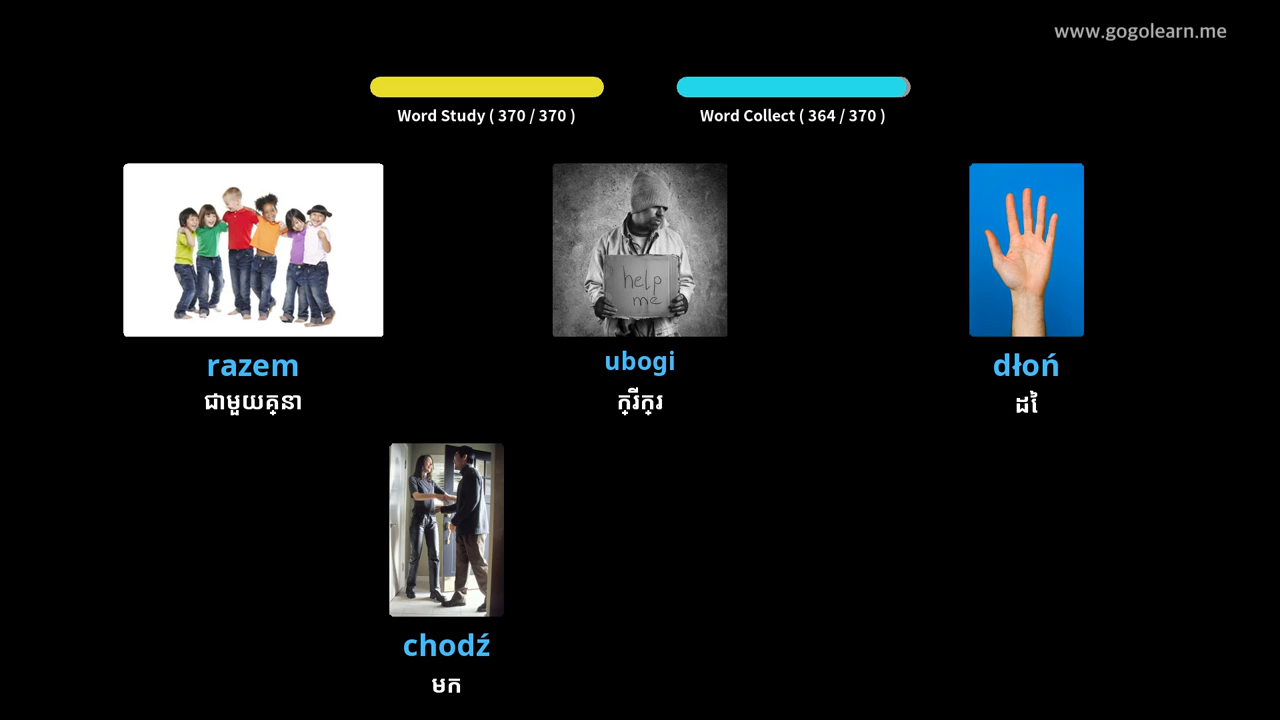 www.gogolearn.me
Word Study ( 370 / 370 )
Word Collect ( 364 / 370 )
help
me
razem
ubogi
dłoń
ជាមួយគ្នា
ក្រីក្រ
ដៃ
chodź
មក